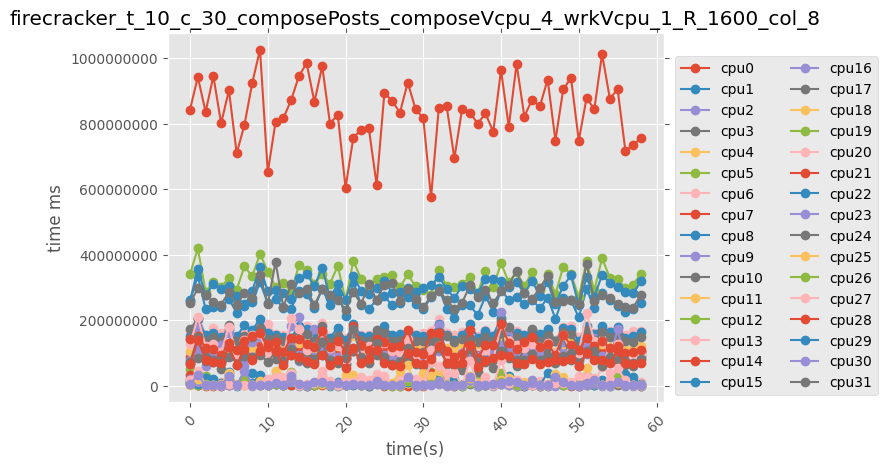 firecracker_t_10_c_30_composePosts_composeVcpu_4_wrkVcpu_1_R_1600_col_8
time ms
1000000000
800000000
600000000
400000000
200000000
0
0
10
20
30
40
50
60
time(s)
cpu0
cpu1
cpu2
cpu3
cpu4
cpu5
cpu6
cpu7
cpu8
cpu9
cpu10
cpu11
cpu12
cpu13
cpu14
cpu15
cpu16
cpu17
cpu18
cpu19
cpu20
cpu21
cpu22
cpu23
cpu24
cpu25
cpu26
cpu27
cpu28
cpu29
cpu30
cpu31